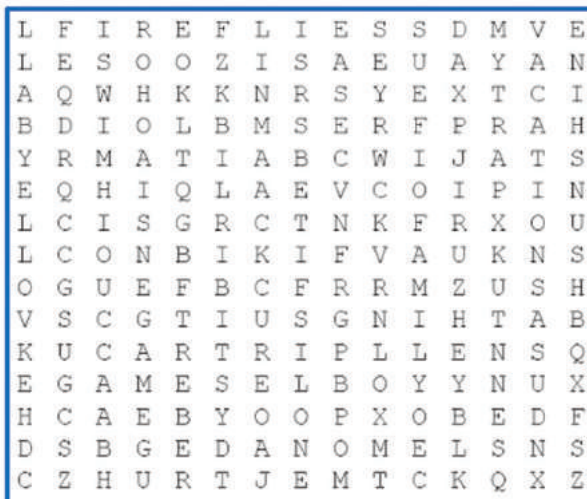 L F I R E F L I E S S D M V E
L E S O O Z I S A E U A Y A N
A Q W H K K N R S Y E X T C I
B D I O L B M S E R F P R A H
Y R M A T I A B C W I J A T S
E Q H I Q L A E V C O I P I N
L C I S G R C T N K F R X O U
L C O N B I K I F V A U K N S
O G U E F B C F R R M Z U S H
V S C G T I U S G N I H T A B
K U C A R T R I P L L E N S Q
E G A M E S E L B O Y Y N U X
H C A E B Y O O P X O B E D F
D S B G E D A N O M E L S N S
C Z H U R T J E M T C K Q X Z